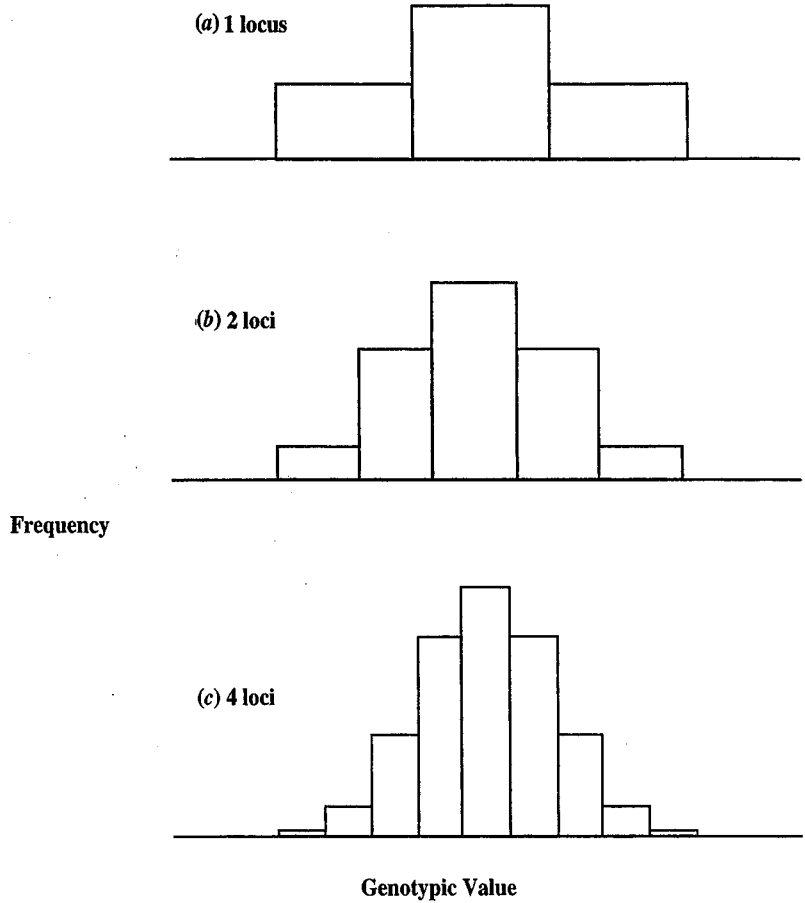 (a) 1 locus
(b) 2 loci
Frequency
(c) 4 loci
Genotypic Value